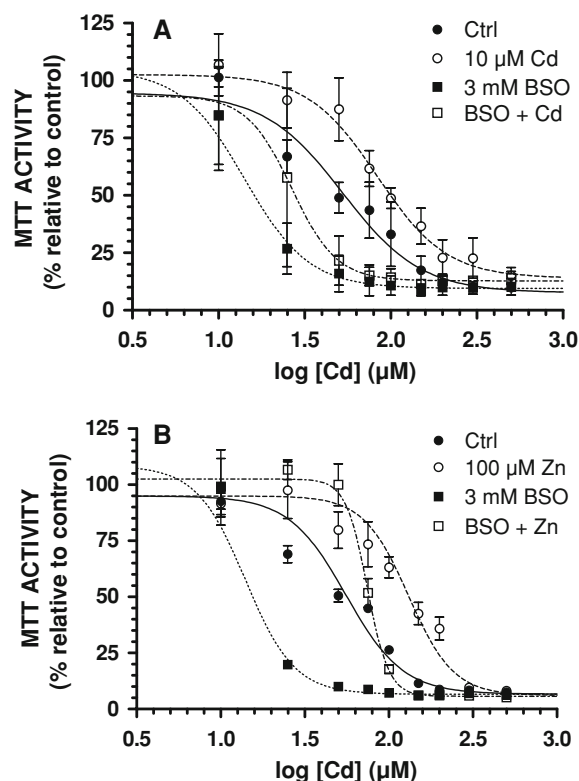 A
Ctrl
10 µM Cd
3 mM BSO
BSO + Cd
MTT ACTIVITY
(% relative to control)
125
100
75
50
25
0
0.5 1.0 1.5 2.0 2.5 3.0
log [Cd] (µM)
B
Ctrl
100 µM Zn
3 mM BSO
BSO + Zn
MTT ACTIVITY
(% relative to control)
125
100
75
50
25
0
0.5 1.0 1.5 2.0 2.5 3.0
log [Cd] (µM)